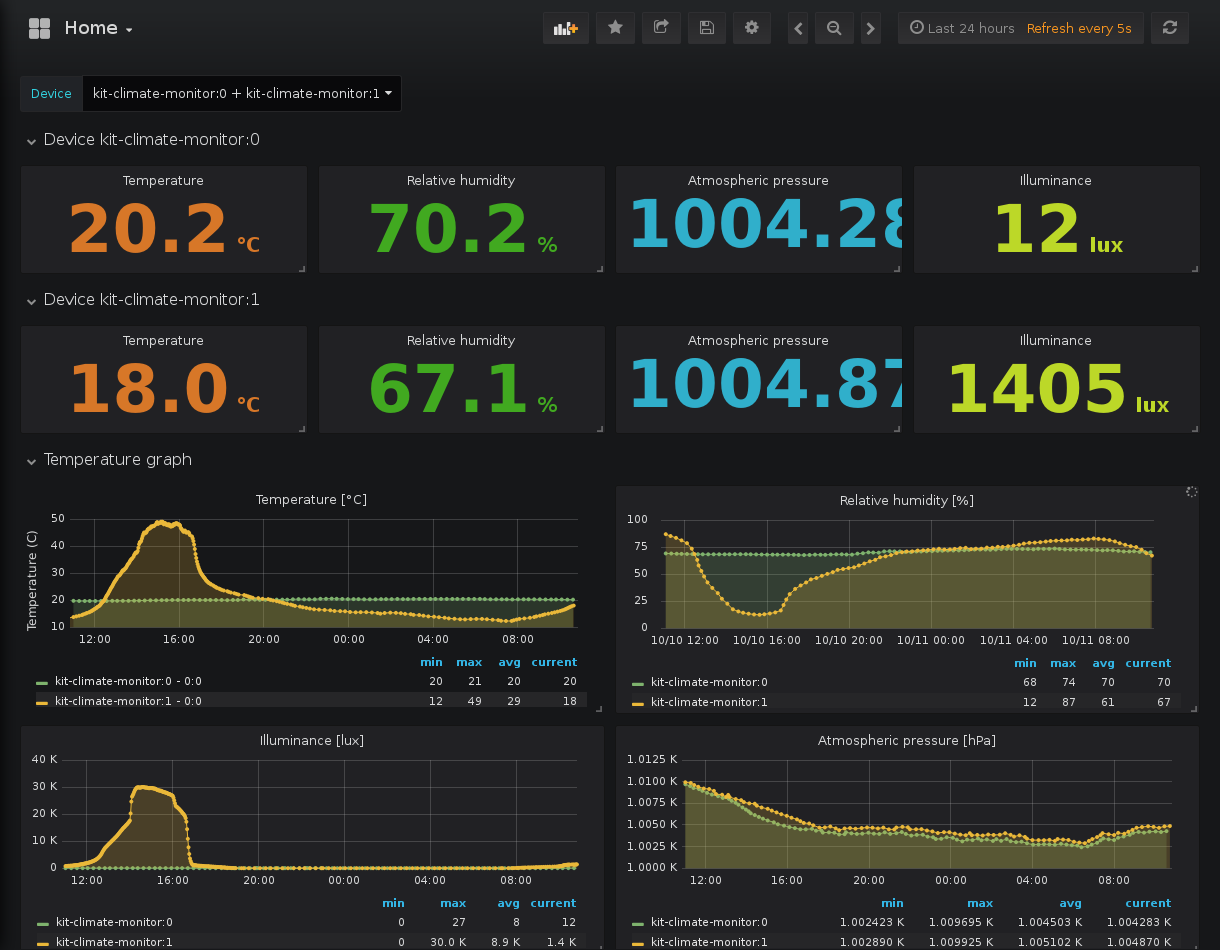 Home
Last 24 hours Refresh every 5s
Device kit-climate-monitor:0 + kit-climate-monitor:1
Device kit-climate-monitor:0
Temperature Relative humidity Atmospheric pressure Illuminance
20.2 °C 70.2 % 1004.28 12 lux
Device kit-climate-monitor:1
Temperature Relative humidity Atmospheric pressure Illuminance
18.0 °C 67.1 % 1004.87 1405 lux
Temperature graph
Temperature [°C]
Temperature (C)
50
40
30
20
10
12:00 16:00 20:00 00:00 04:00 08:00
min max avg current
kit-climate-monitor:0 - 0:0 20 21 20 20
kit-climate-monitor:1 - 0:0 12 49 29 18
Relative humidity [%]
100
75
50
25
0
10/10 12:00 10/10 16:00 10/10 20:00 10/11 00:00 10/11 04:00 10/11 08:00
min max avg current
kit-climate-monitor:0 68 74 70 70
kit-climate-monitor:1 12 87 61 67
Illuminance [lux]
40 K
30 K
20 K
10 K
0
12:00 16:00 20:00 00:00 04:00 08:00
min max avg current
kit-climate-monitor:0 0 27 8 12
kit-climate-monitor:1 0 30.0 K 8.9 K 1.4 K
Atmospheric pressure [hPa]
1.0125 K
1.0100 K
1.0075 K
1.0050 K
1.0025 K
1.0000 K
12:00 16:00 20:00 00:00 04:00 08:00
min max avg current
kit-climate-monitor:0 1.002423 K 1.009695 K 1.004503 K 1.004283 K
kit-climate-monitor:1 1.002890 K 1.009925 K 1.005102 K 1.004870 K